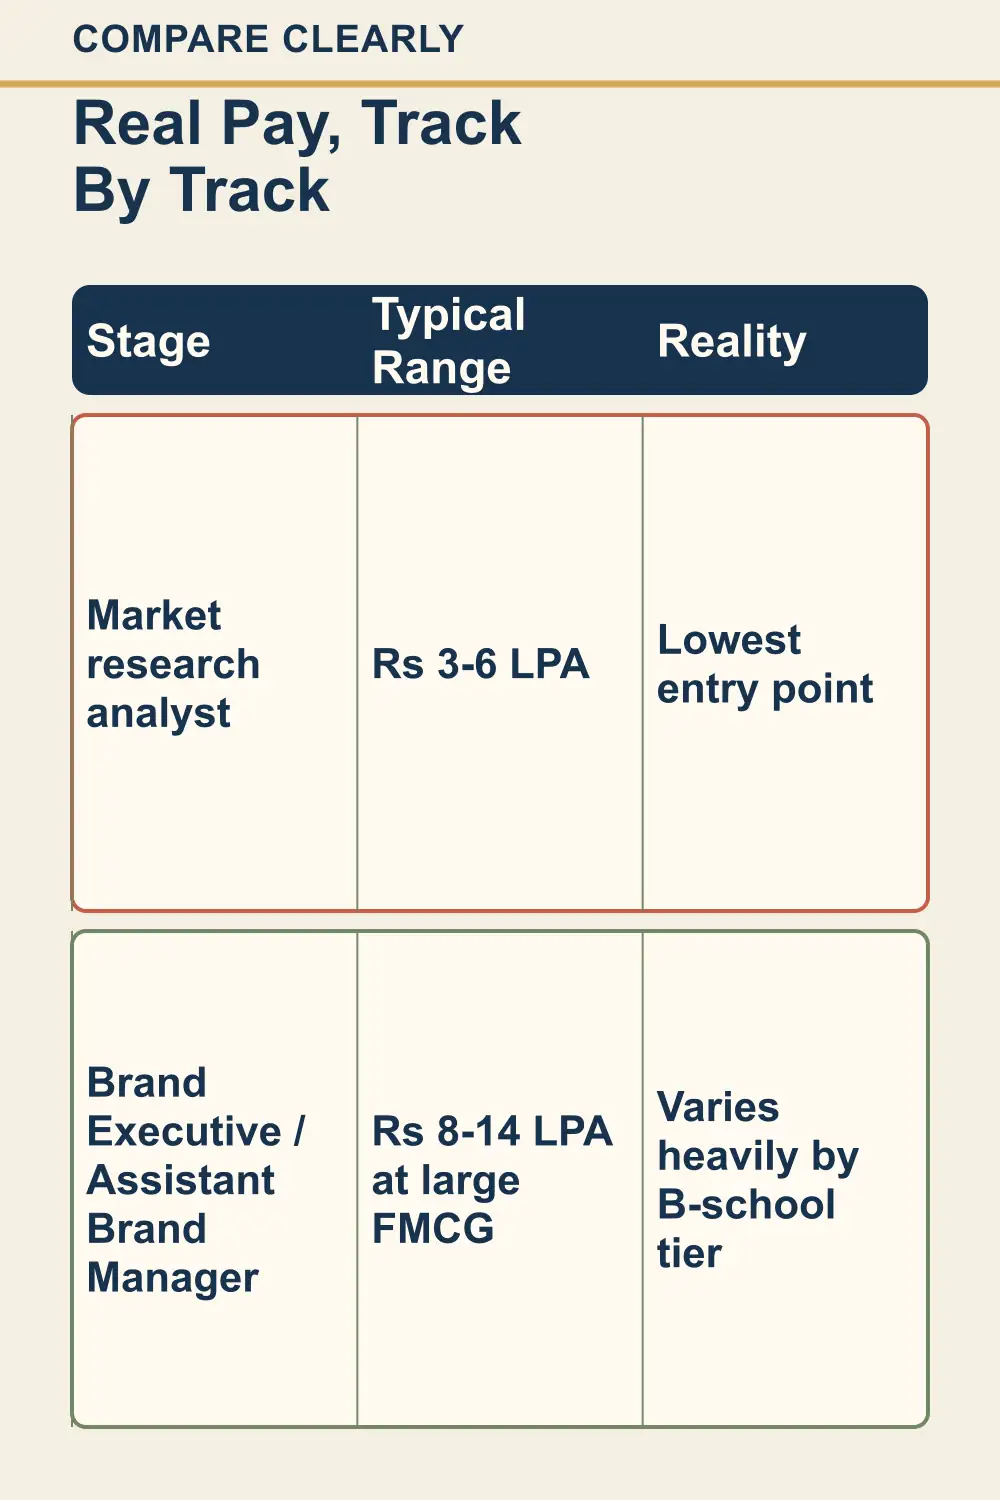 COMPARE CLEARLY
Real Pay, Track
By Track
Stage
Typical
Range
Reality
Market
research
analyst
Rs 3-6 LPA
Lowest
entry point
Brand
Executive /
Assistant
Brand
Manager
Rs 8-14 LPA
at large
FMCG
Varies
heavily by
B-school
tier